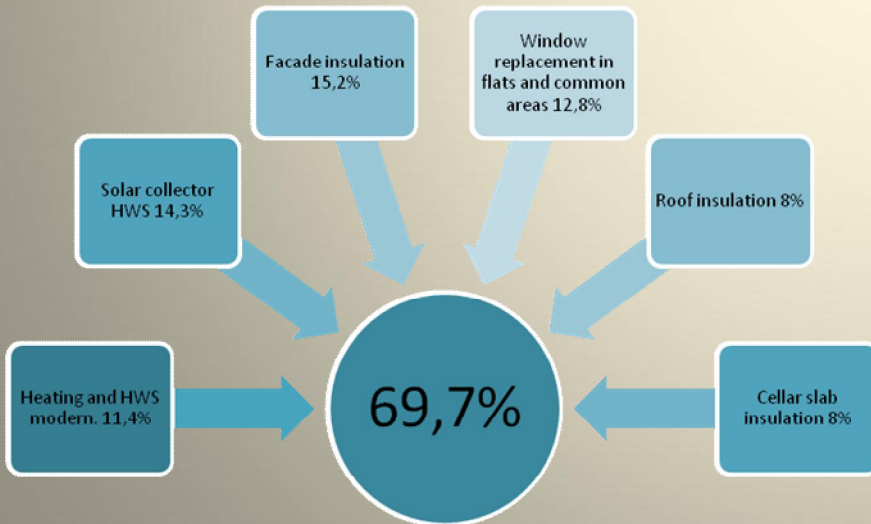 Facade insulation
15,2%
Window
replacement in
flats and common
areas 12,8%
Solar collector
HWS 14,3%
Roof insulation 8%
Heating and HWS
modern. 11,4%
69,7%
Cellar slab
insulation 8%